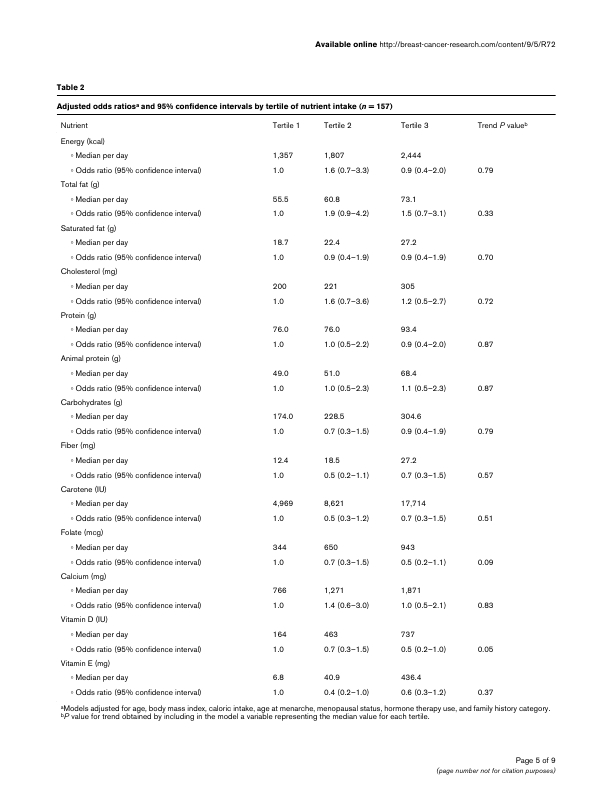 Available online http://breast-cancer-research.com/content/9/5/R72
Table 2
Adjusted odds ratiosᵃ and 95% confidence intervals by tertile of nutrient intake (n = 157)
Nutrient Tertile 1 Tertile 2 Tertile 3 Trend P valueᵇ
Energy (kcal)
◦ Median per day 1,357 1,807 2,444
◦ Odds ratio (95% confidence interval) 1.0 1.6 (0.7–3.3) 0.9 (0.4–2.0) 0.79
Total fat (g)
◦ Median per day 55.5 60.8 73.1
◦ Odds ratio (95% confidence interval) 1.0 1.9 (0.9–4.2) 1.5 (0.7–3.1) 0.33
Saturated fat (g)
◦ Median per day 18.7 22.4 27.2
◦ Odds ratio (95% confidence interval) 1.0 0.9 (0.4–1.9) 0.9 (0.4–1.9) 0.70
Cholesterol (mg)
◦ Median per day 200 221 305
◦ Odds ratio (95% confidence interval) 1.0 1.6 (0.7–3.6) 1.2 (0.5–2.7) 0.72
Protein (g)
◦ Median per day 76.0 76.0 93.4
◦ Odds ratio (95% confidence interval) 1.0 1.0 (0.5–2.2) 0.9 (0.4–2.0) 0.87
Animal protein (g)
◦ Median per day 49.0 51.0 68.4
◦ Odds ratio (95% confidence interval) 1.0 1.0 (0.5–2.3) 1.1 (0.5–2.3) 0.87
Carbohydrates (g)
◦ Median per day 174.0 228.5 304.6
◦ Odds ratio (95% confidence interval) 1.0 0.7 (0.3–1.5) 0.9 (0.4–1.9) 0.79
Fiber (mg)
◦ Median per day 12.4 18.5 27.2
◦ Odds ratio (95% confidence interval) 1.0 0.5 (0.2–1.1) 0.7 (0.3–1.5) 0.57
Carotene (IU)
◦ Median per day 4,969 8,621 17,714
◦ Odds ratio (95% confidence interval) 1.0 0.5 (0.3–1.2) 0.7 (0.3–1.5) 0.51
Folate (mcg)
◦ Median per day 344 650 943
◦ Odds ratio (95% confidence interval) 1.0 0.7 (0.3–1.5) 0.5 (0.2–1.1) 0.09
Calcium (mg)
◦ Median per day 766 1,271 1,871
◦ Odds ratio (95% confidence interval) 1.0 1.4 (0.6–3.0) 1.0 (0.5–2.1) 0.83
Vitamin D (IU)
◦ Median per day 164 463 737
◦ Odds ratio (95% confidence interval) 1.0 0.7 (0.3–1.5) 0.5 (0.2–1.0) 0.05
Vitamin E (mg)
◦ Median per day 6.8 40.9 436.4
◦ Odds ratio (95% confidence interval) 1.0 0.4 (0.2–1.0) 0.6 (0.3–1.2) 0.37
ᵃModels adjusted for age, body mass index, caloric intake, age at menarche, menopausal status, hormone therapy use, and family history category.
ᵇP value for trend obtained by including in the model a variable representing the median value for each tertile.
Page 5 of 9
(page number not for citation purposes)